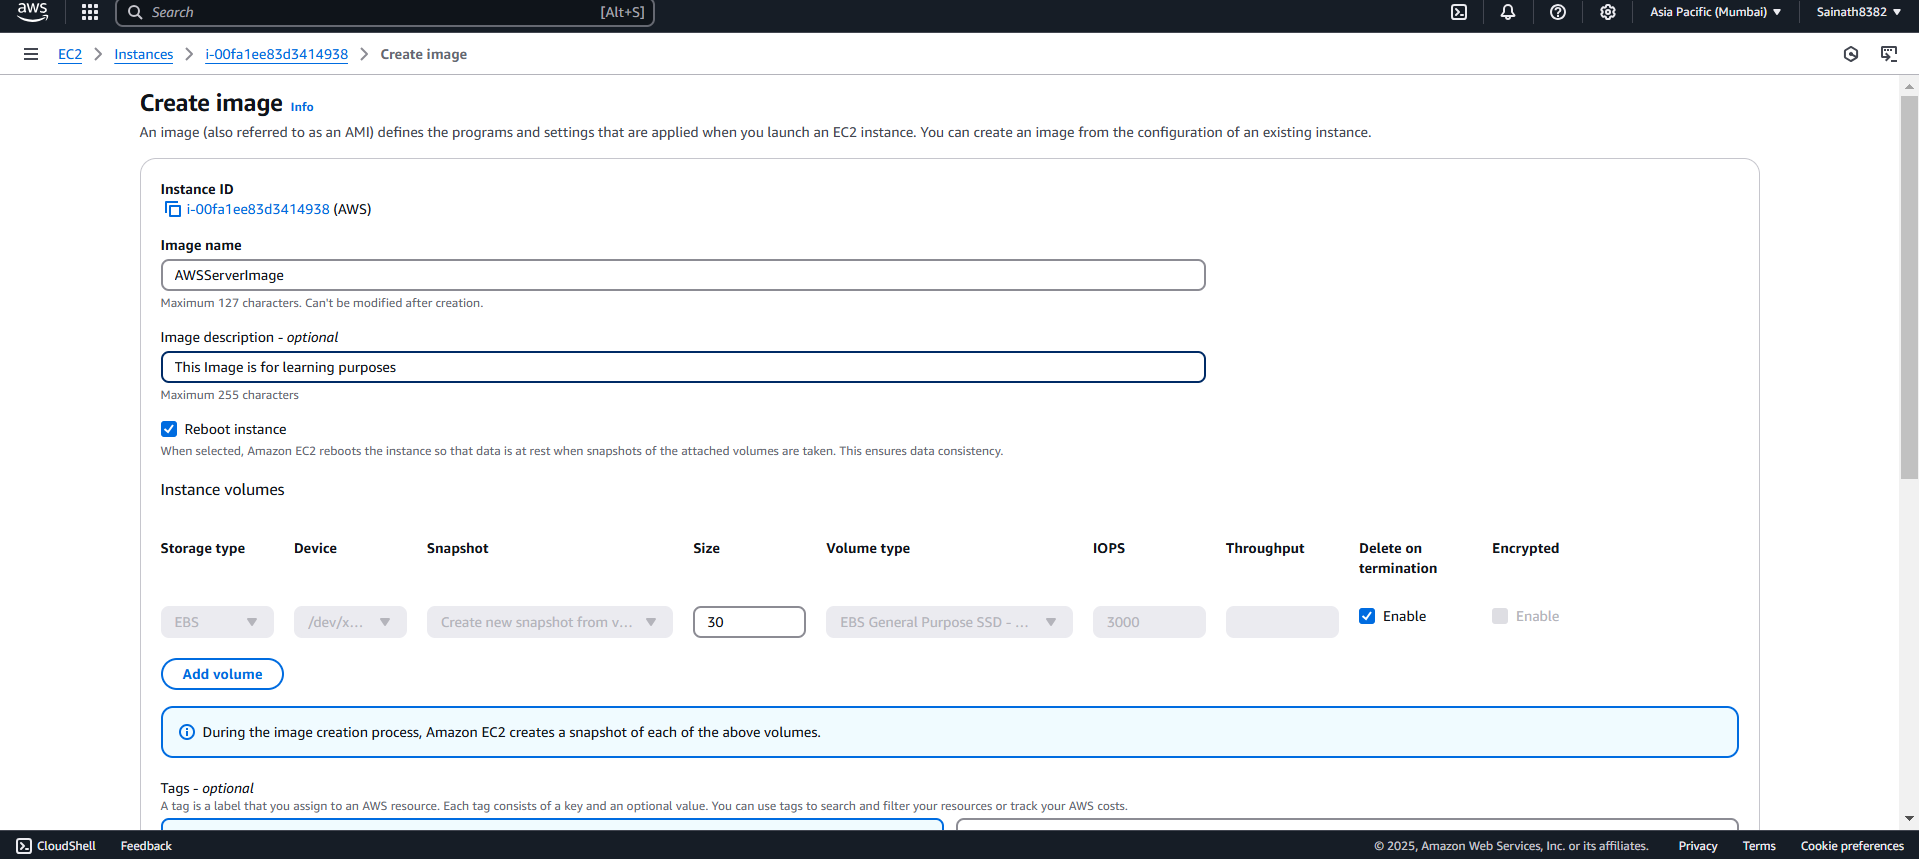 aws
Search [Alt+S] Asia Pacific (Mumbai) Sainath8382
EC2 Instances i-00fa1ee83d3414938 Create image
Create image Info
An image (also referred to as an AMI) defines the programs and settings that are applied when you launch an EC2 instance. You can create an image from the configuration of an existing instance.
Instance ID
i-00fa1ee83d3414938 (AWS)
Image name
AWSServerImage
Maximum 127 characters. Can't be modified after creation.
Image description - optional
This Image is for learning purposes
Maximum 255 characters
Reboot instance
When selected, Amazon EC2 reboots the instance so that data is at rest when snapshots of the attached volumes are taken. This ensures data consistency.
Instance volumes
Storage type Device Snapshot Size Volume type IOPS Throughput Delete on termination Encrypted
EBS /dev/x... Create new snapshot from v... 30 EBS General Purpose SSD - ... 3000 Enable Enable
Add volume
During the image creation process, Amazon EC2 creates a snapshot of each of the above volumes.
Tags - optional
A tag is a label that you assign to an AWS resource. Each tag consists of a key and an optional value. You can use tags to search and filter your resources or track your AWS costs.
CloudShell Feedback © 2025, Amazon Web Services, Inc. or its affiliates. Privacy Terms Cookie preferences